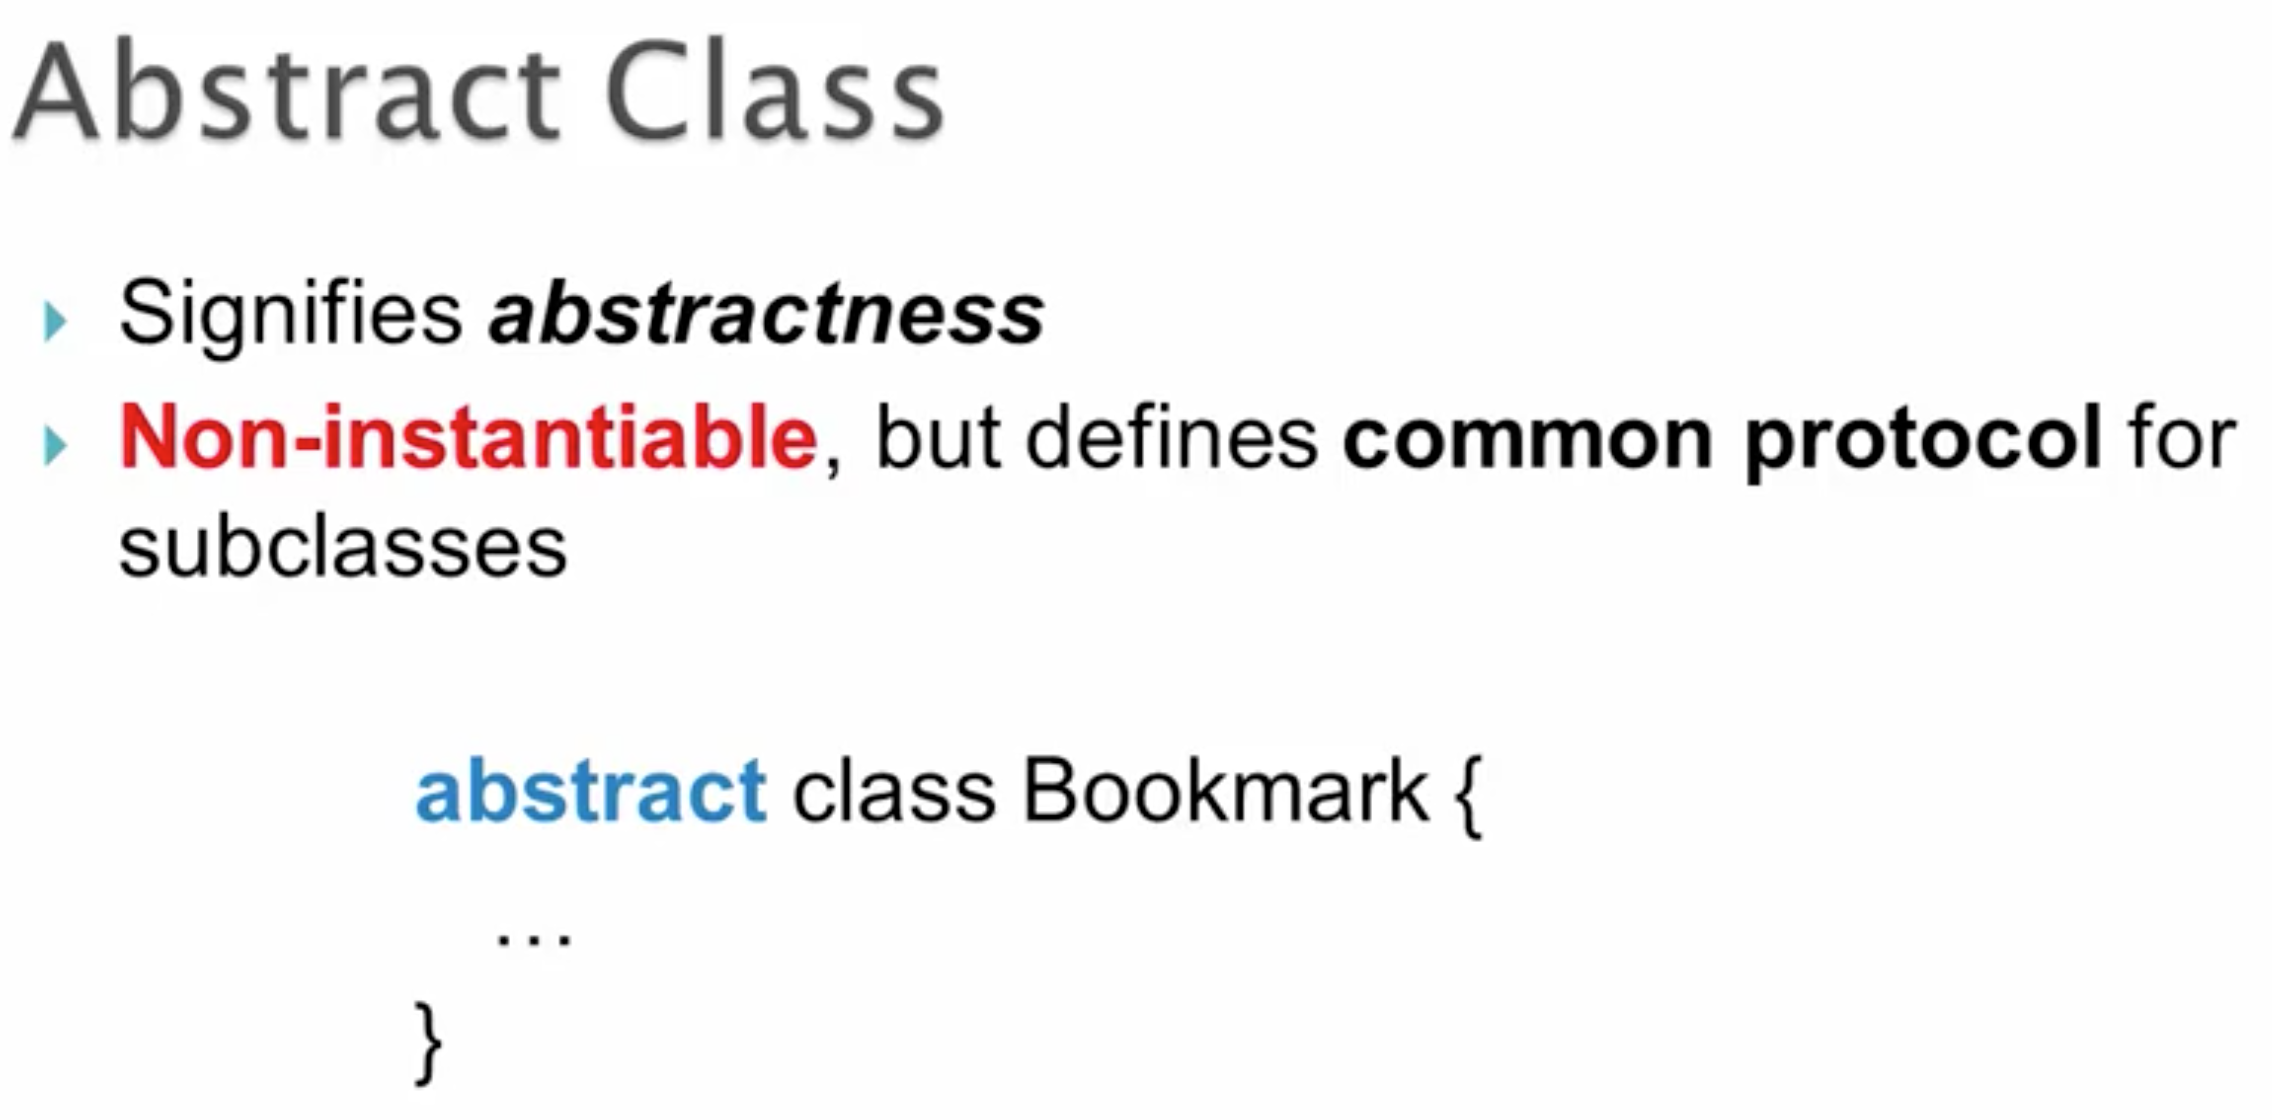 Abstract Class
Signifies abstractness
Non-instantiable, but defines common protocol for
subclasses
abstract class Bookmark {
...
}